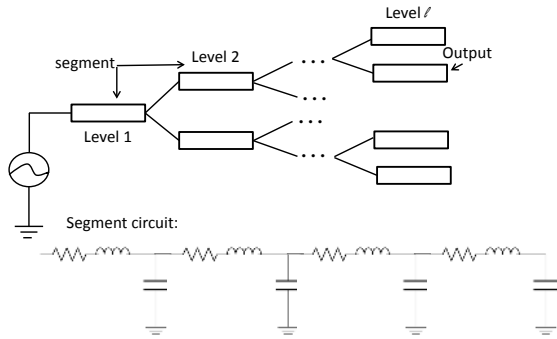 Level ℓ
Level 2
Output
segment
Level 1
Segment circuit: